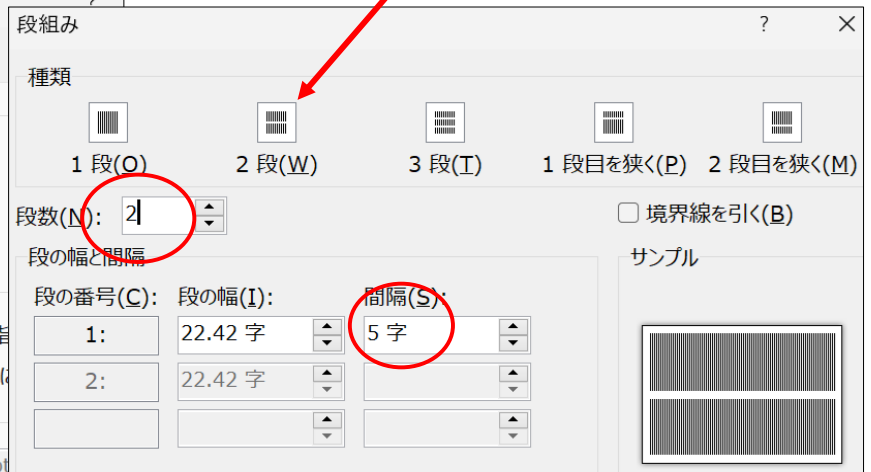 段組み ? ×
種類
1 段(O) 2 段(W) 3 段(T) 1 段目を狭く(P) 2 段目を狭く(M)
段数(N): 2 境界線を引く(B)
段の幅と間隔 サンプル
段の番号(C): 段の幅(I): 間隔(S):
1: 22.42 字 5 字
2: 22.42 字